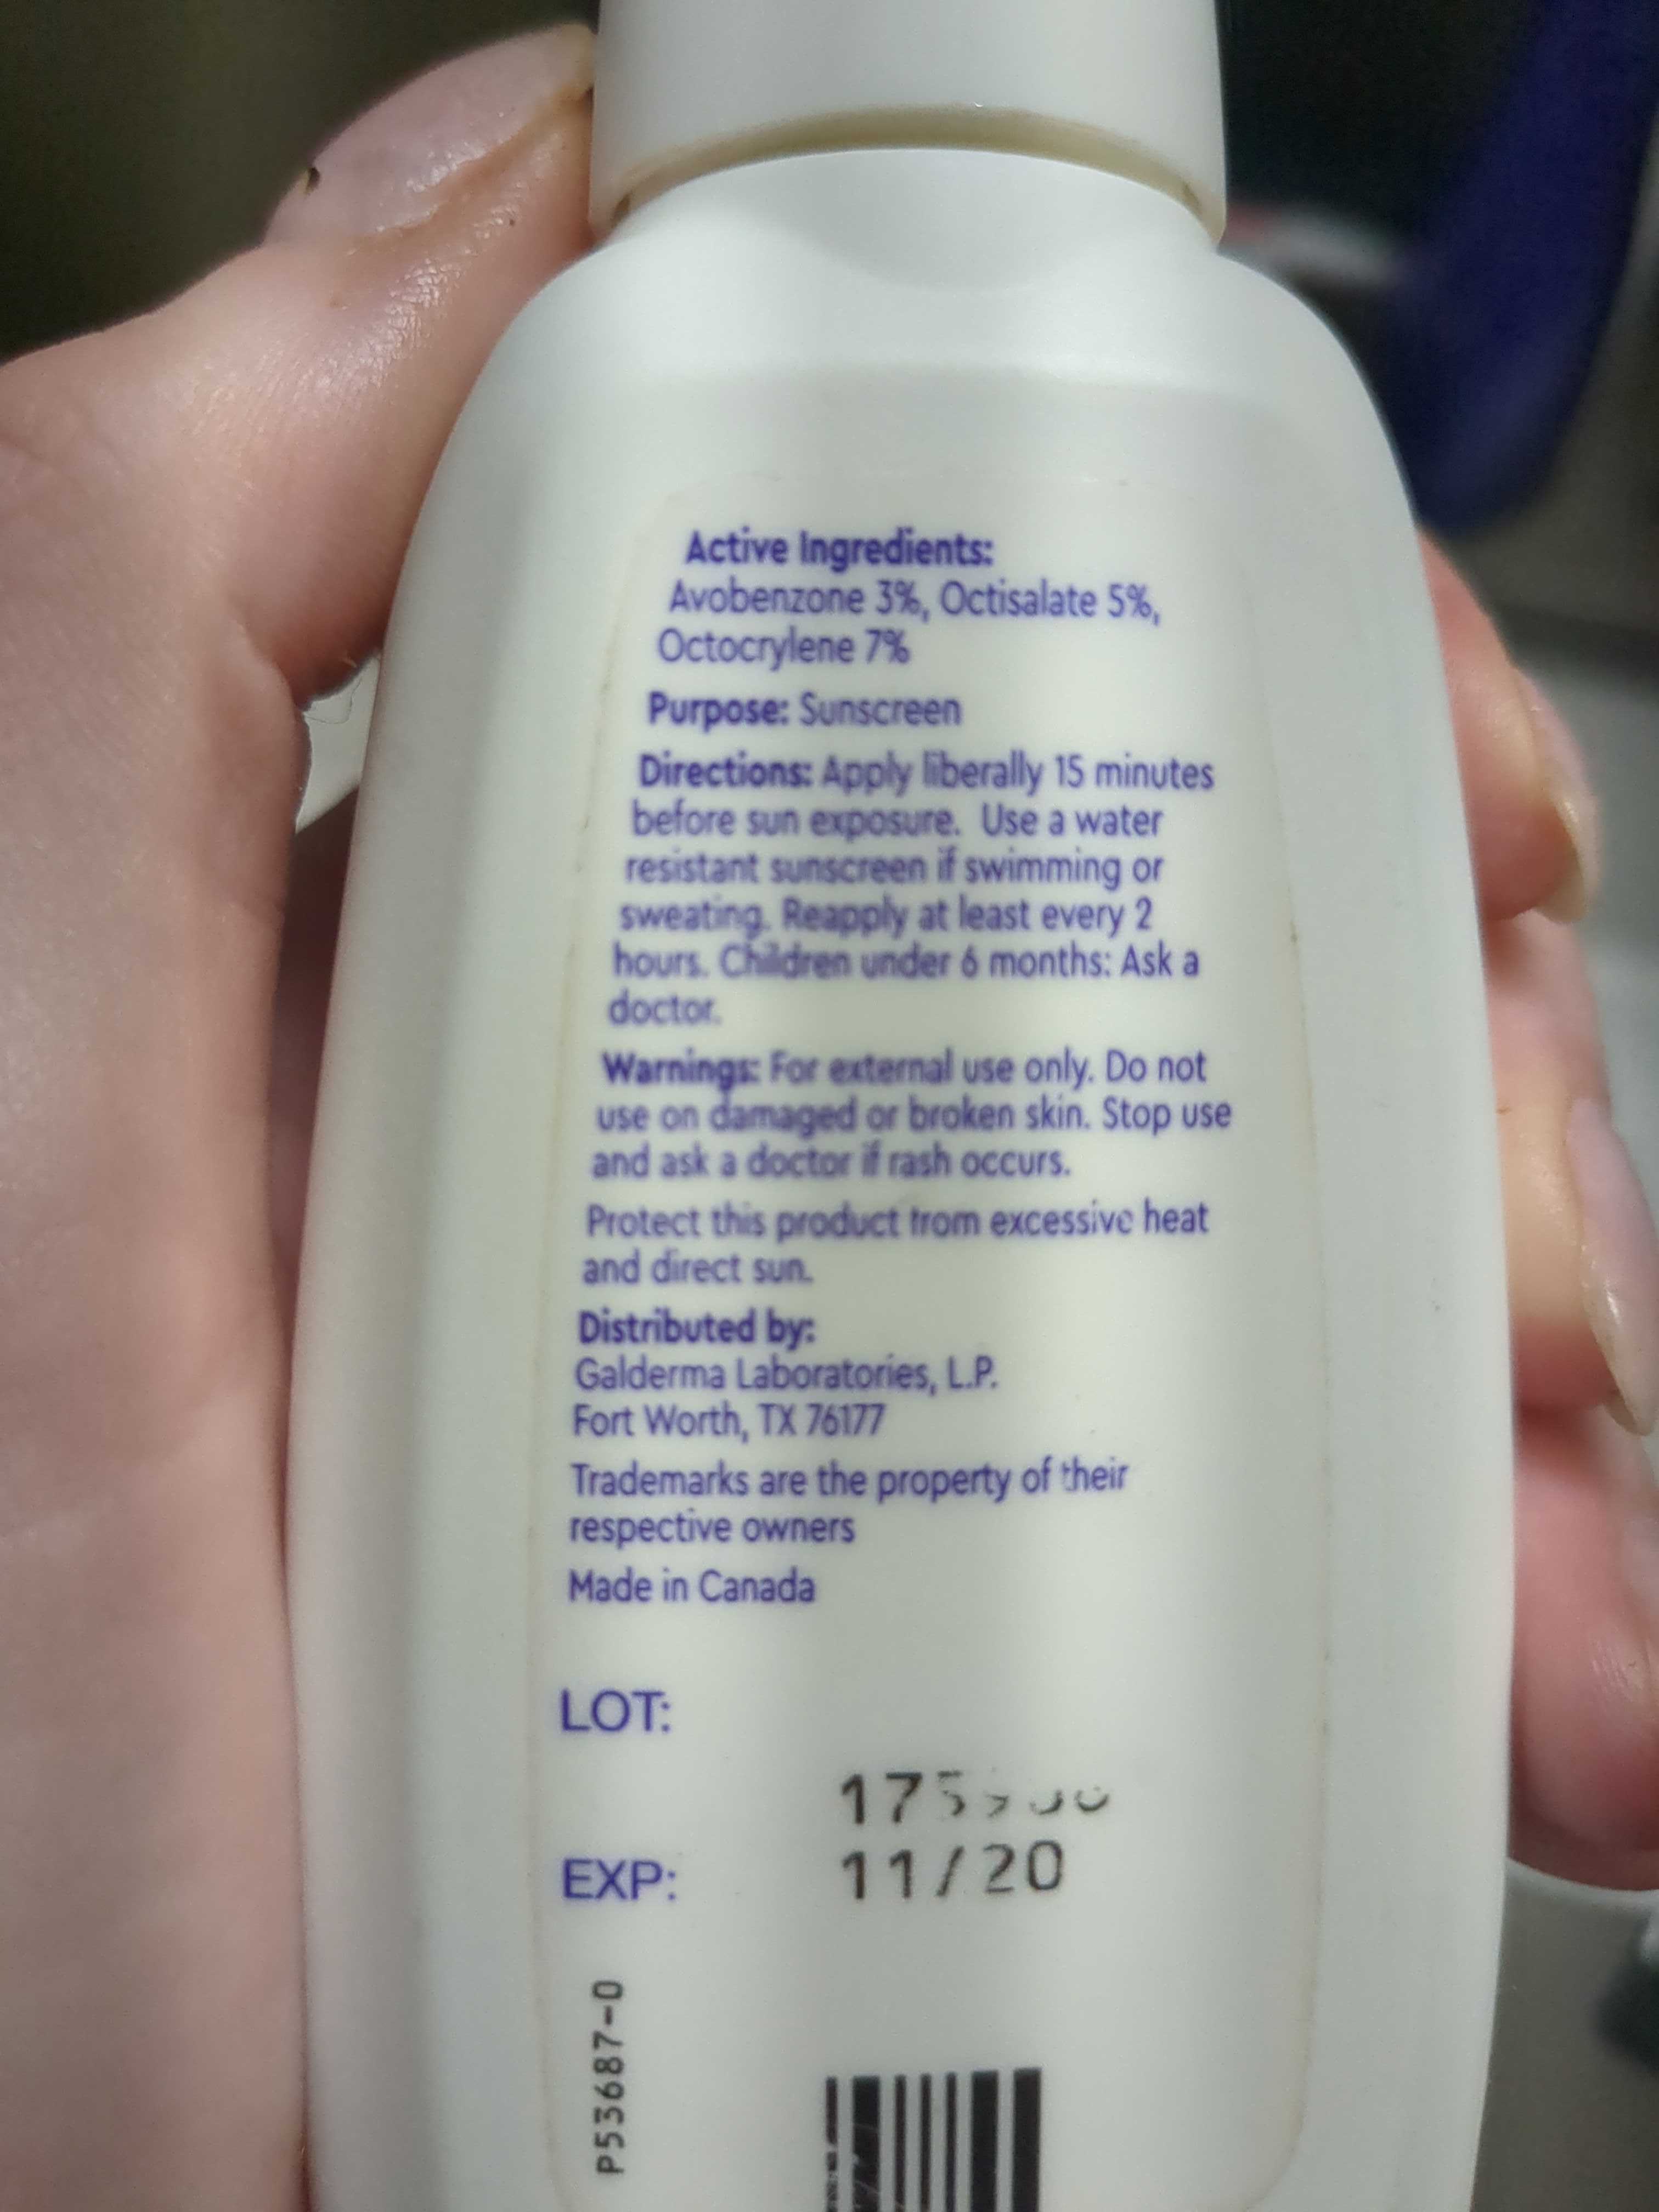 Active Ingredients:
Avobenzone 3%, Octisalate 5%,
Octocrylene 7%
Purpose: Sunscreen
Directions: Apply liberally 15 minutes
before sun exposure. Use a water
resistant sunscreen if swimming or
sweating. Reapply at least every 2
hours. Children under 6 months: Ask a
doctor.
Warnings: For external use only. Do not
use on damaged or broken skin. Stop use
and ask a doctor if rash occurs.
Protect this product from excessive heat
and direct sun.
Distributed by:
Galderma Laboratories, L.P.
Fort Worth, TX 76177
Trademarks are the property of their
respective owners
Made in Canada
LOT:
EXP: 11/20
P53687-0